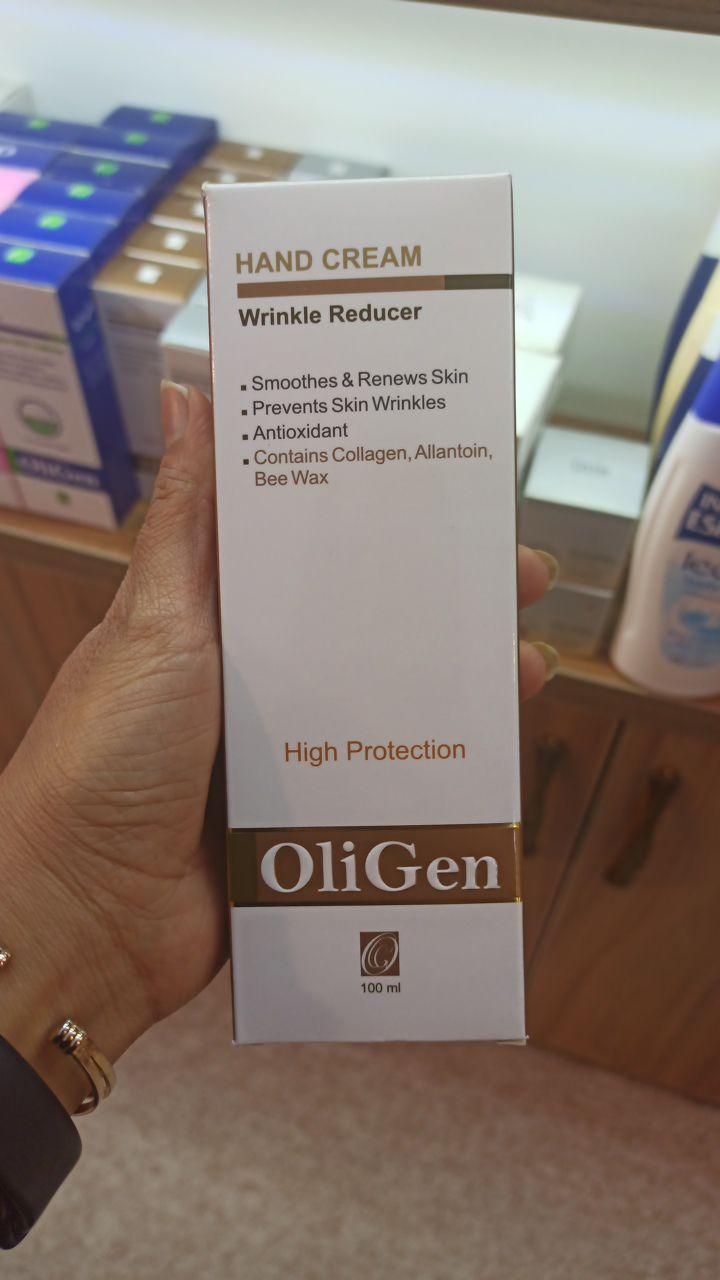 HAND CREAM
Wrinkle Reducer
▪ Smoothes & Renews Skin
▪ Prevents Skin Wrinkles
▪ Antioxidant
▪ Contains Collagen, Allantoin,
Bee Wax
High Protection
OliGen
100 ml
OliGen